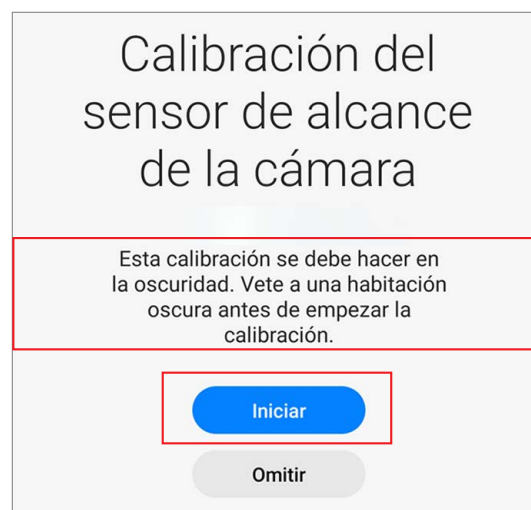 Calibración del
sensor de alcance
de la cámara
Esta calibración se debe hacer en
la oscuridad. Vete a una habitación
oscura antes de empezar la
calibración.
Iniciar
Omitir